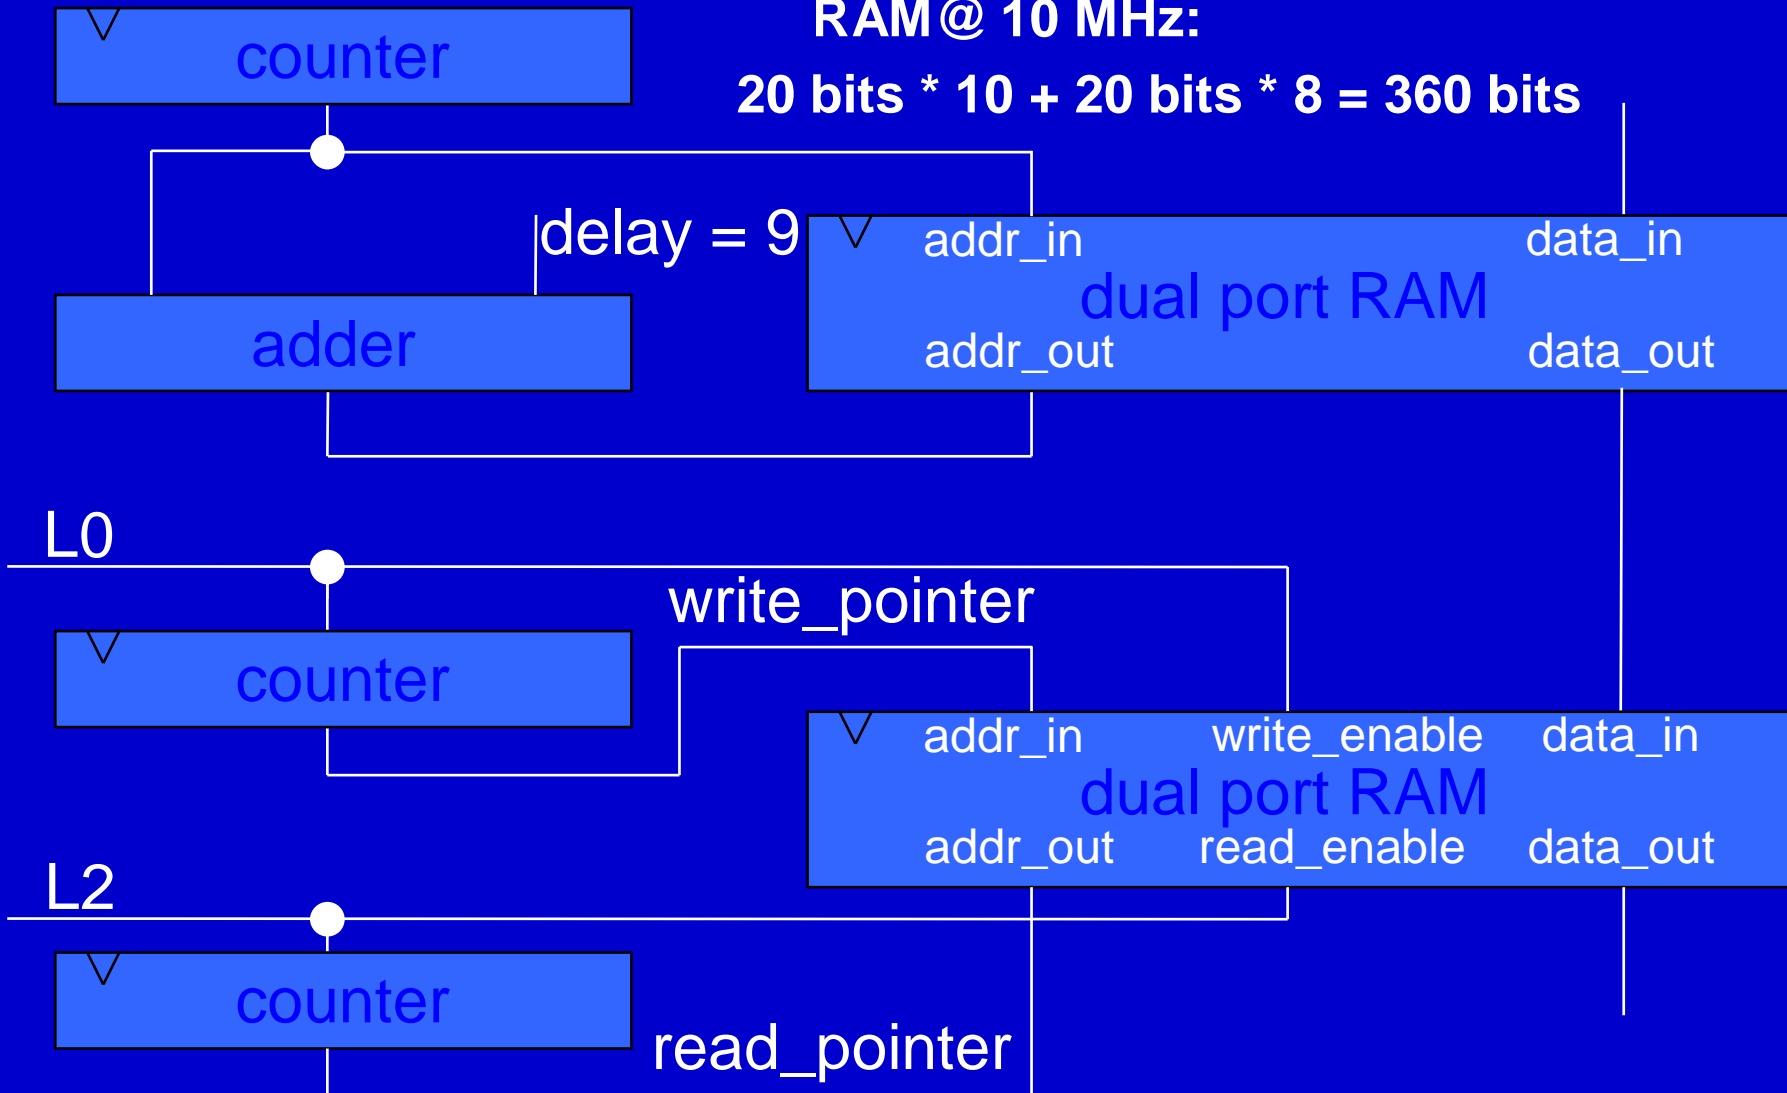 RAM @ 10 MHz:
counter
20 bits * 10 + 20 bits * 8 = 360 bits
delay = 9
addr_in
data_in
dual port RAM
adder
addr_out
data_out
L0
write_pointer
counter
addr_in
write_enable
data_in
dual port RAM
addr_out
read_enable
data_out
L2
counter
read_pointer